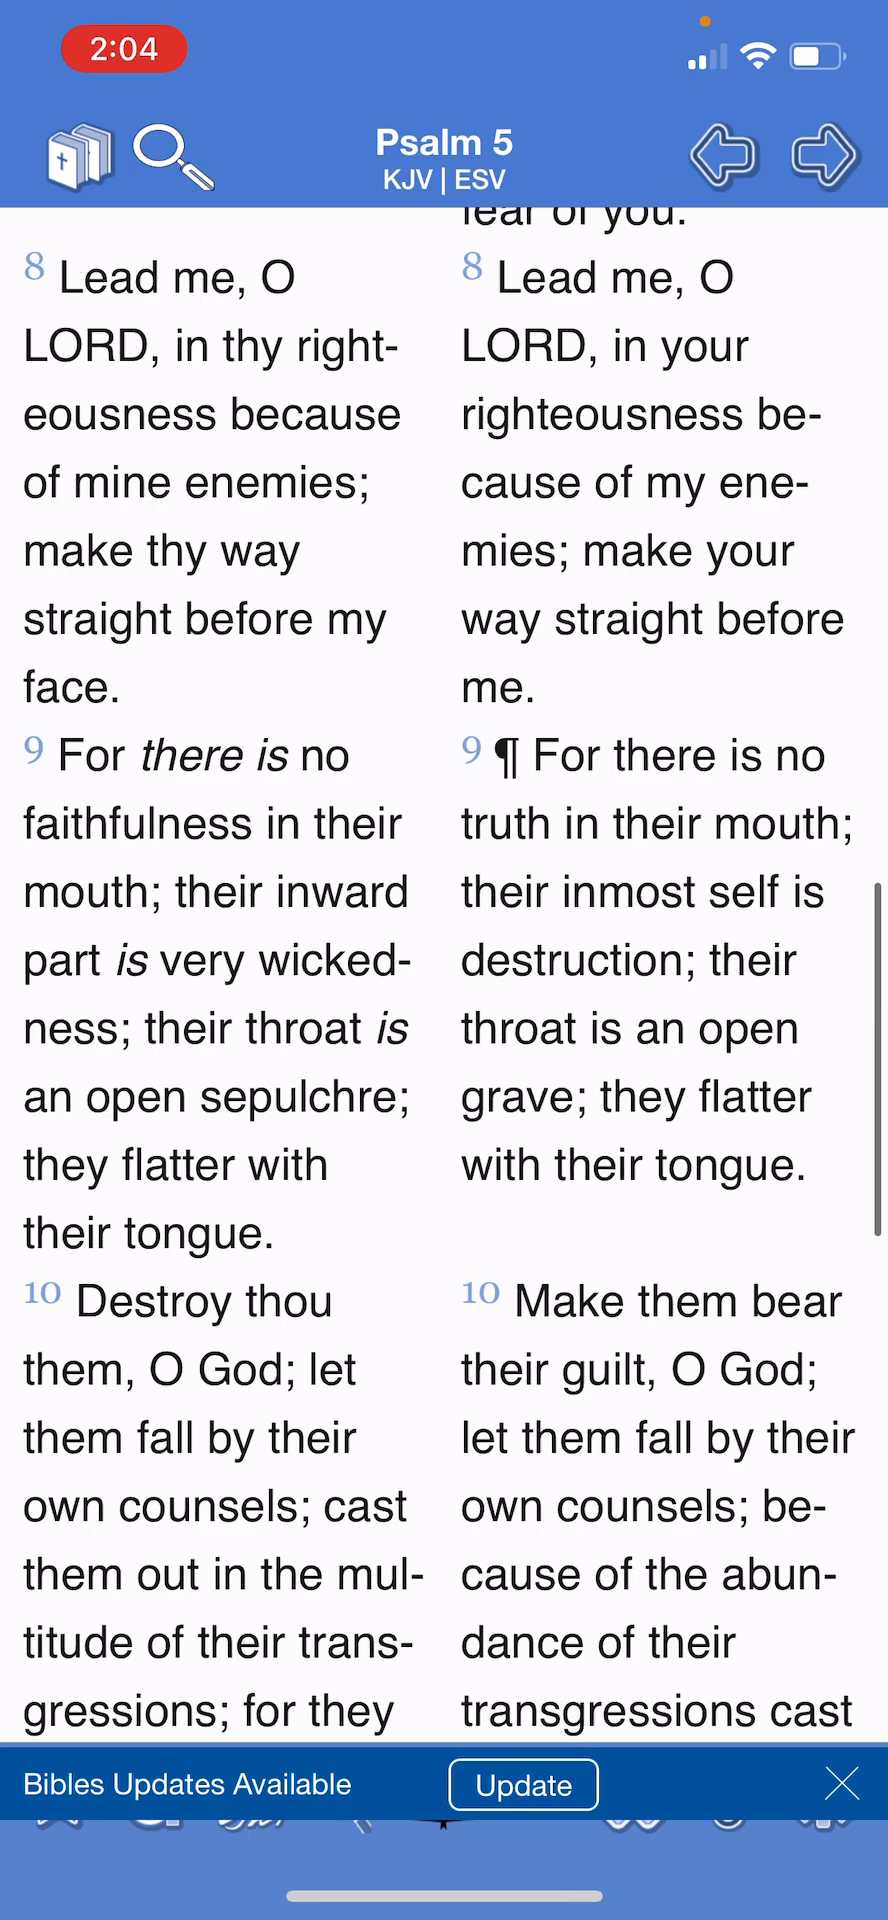 2:04
Psalm 5
KJV | ESV
fear of you.
8 Lead me, O
LORD, in thy right-
eousness because
of mine enemies;
make thy way
straight before my
face.
9 For there is no
faithfulness in their
mouth; their inward
part is very wicked-
ness; their throat is
an open sepulchre;
they flatter with
their tongue.
10 Destroy thou
them, O God; let
them fall by their
own counsels; cast
them out in the mul-
titude of their trans-
gressions; for they
8 Lead me, O
LORD, in your
righteousness be-
cause of my ene-
mies; make your
way straight before
me.
9 ¶ For there is no
truth in their mouth;
their inmost self is
destruction; their
throat is an open
grave; they flatter
with their tongue.
10 Make them bear
their guilt, O God;
let them fall by their
own counsels; be-
cause of the abun-
dance of their
transgressions cast
Bibles Updates Available
Update